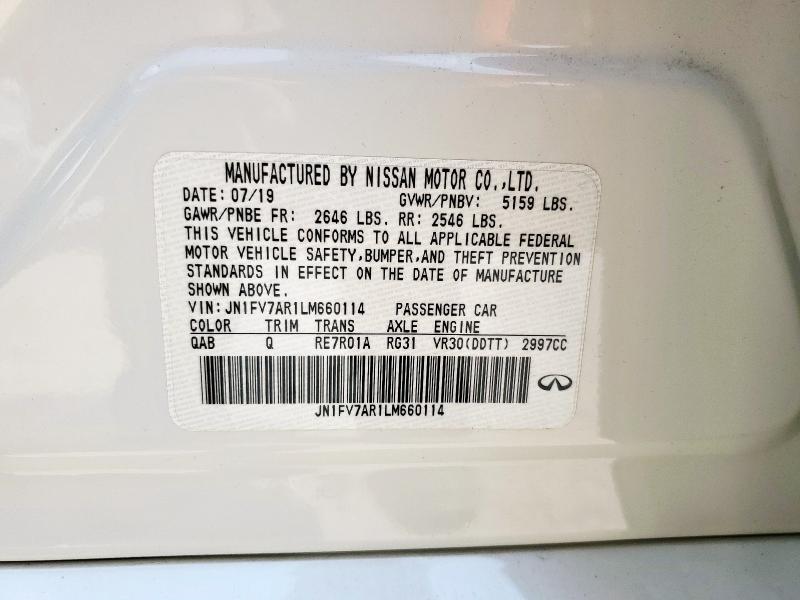 MANUFACTURED BY NISSAN MOTOR CO.,LTD.
DATE: 07/19 GVWR/PNBV: 5159 LBS.
GAWR/PNBE FR: 2646 LBS. RR: 2546 LBS.
THIS VEHICLE CONFORMS TO ALL APPLICABLE FEDERAL
MOTOR VEHICLE SAFETY,BUMPER,AND THEFT PREVENTION
STANDARDS IN EFFECT ON THE DATE OF MANUFACTURE
SHOWN ABOVE.
VIN:JN1FV7AR1LM660114 PASSENGER CAR
COLOR TRIM TRANS AXLE ENGINE
QAB Q RE7R01A RG31 VR30(DDTT) 2997CC
JN1FV7AR1LM660114